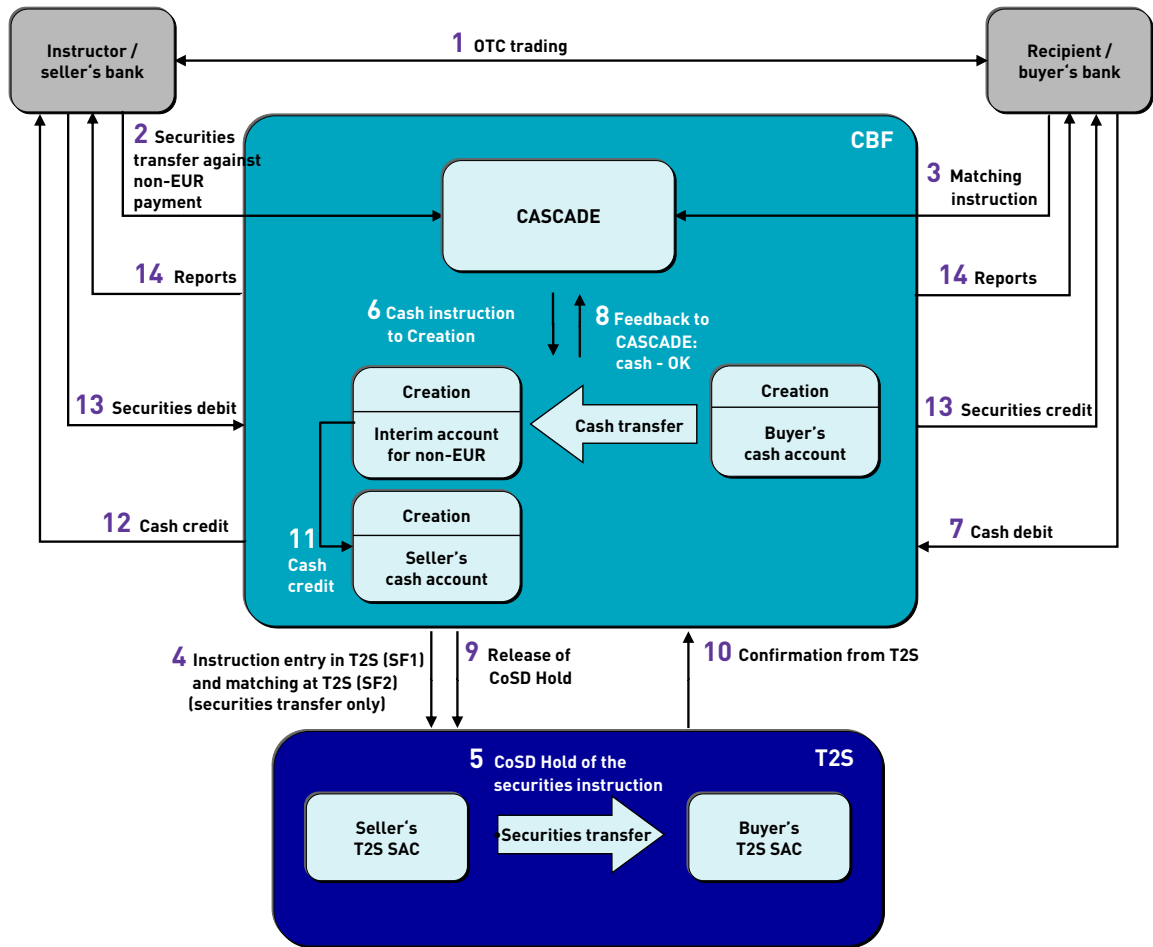 Instructor /
seller‘s bank
1 OTC trading
Recipient /
buyer's bank
2 Securities
transfer against
non-EUR
payment
CBF
CASCADE
3 Matching
instruction
14 Reports
14 Reports
6 Cash instruction
to Creation
8 Feedback to
CASCADE:
cash - OK
Creation
Interim account
for non-EUR
Cash transfer
Creation
Buyer's
cash account
13 Securities debit
13 Securities credit
12 Cash credit
11
Cash
credit
Creation
Seller's
cash account
7 Cash debit
4 Instruction entry in T2S (SF1)
and matching at T2S (SF2)
(securities transfer only)
9 Release of
CoSD Hold
10 Confirmation from T2S
5 CoSD Hold of the
securities instruction
T2S
Seller‘s
T2S SAC
•Securities transfer
Buyer's
T2S SAC